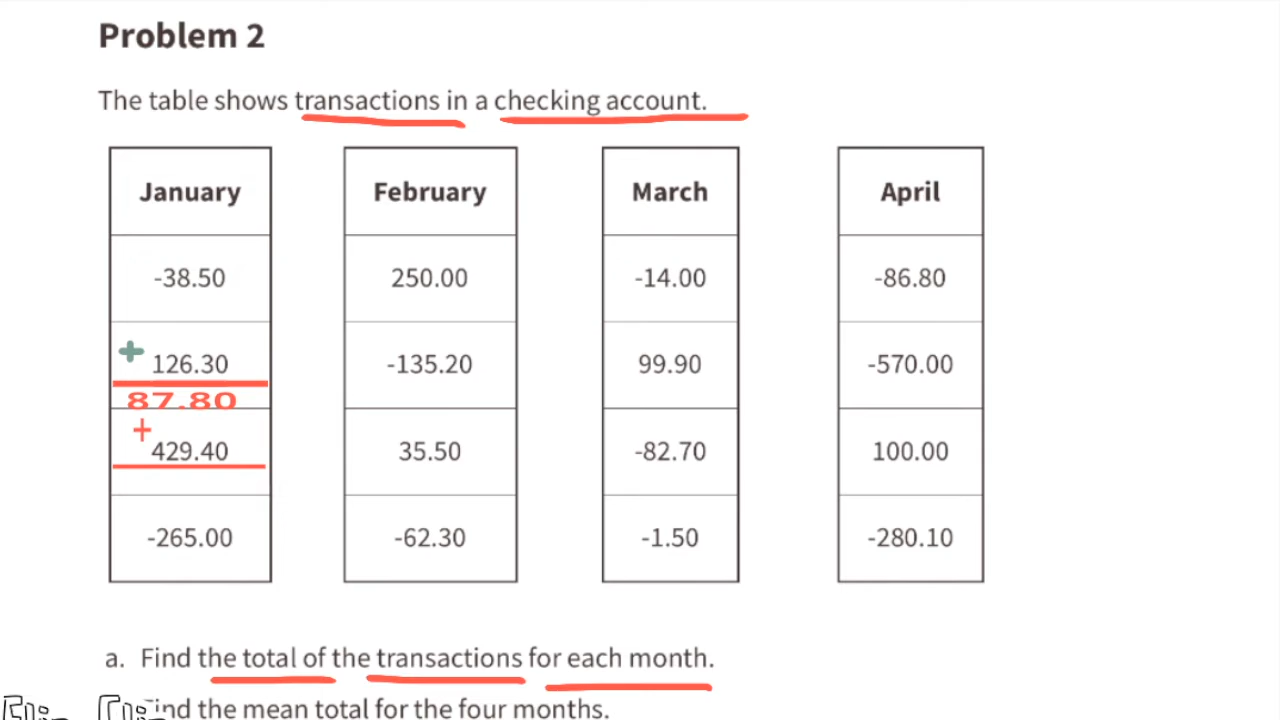 Problem 2
The table shows transactions in a checking account.
January February March April
-38.50 250.00 -14.00 -86.80
+ 126.30 -135.20 99.90 -570.00
87.80
+ 429.40 35.50 -82.70 100.00
-265.00 -62.30 -1.50 -280.10
a. Find the total of the transactions for each month.
Find the mean total for the four months.